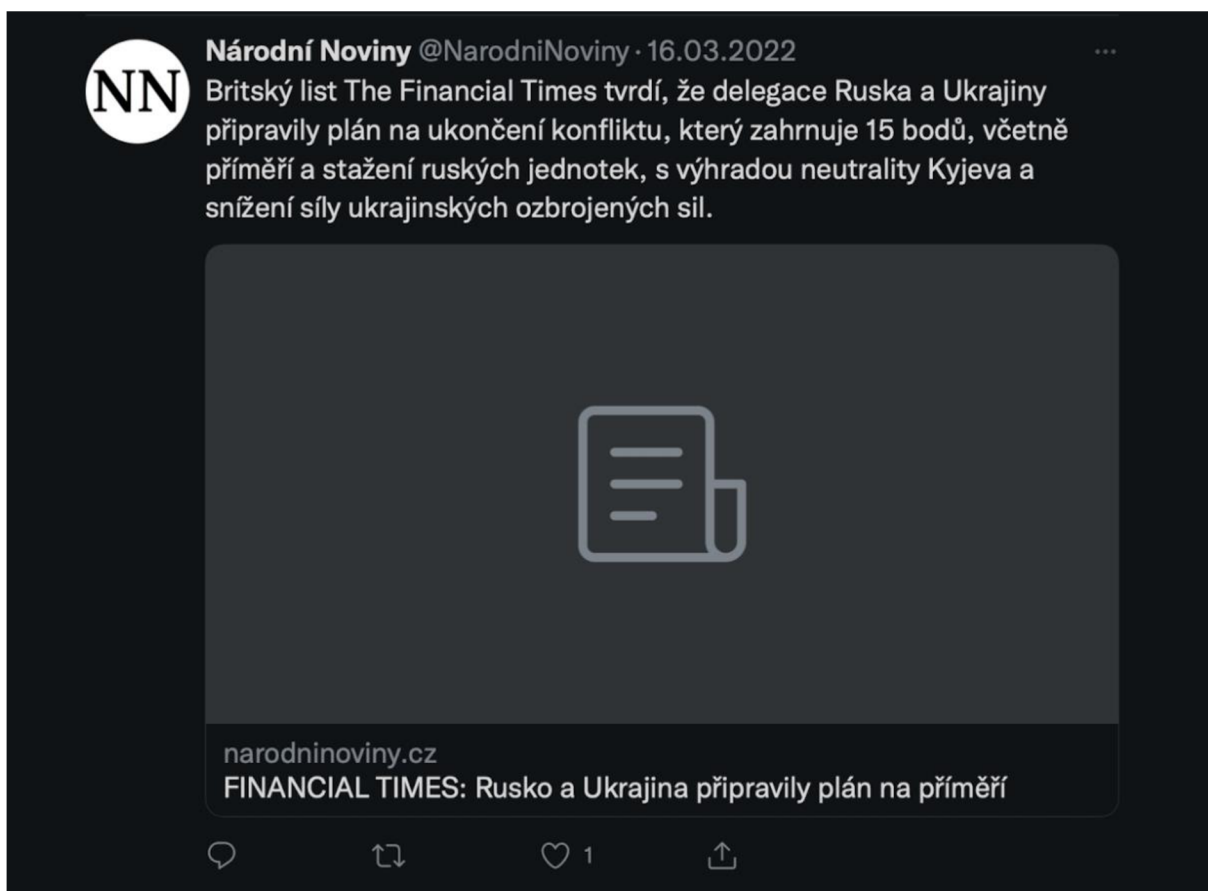 NN
Národní Noviny @NarodniNoviny · 16.03.2022
Britský list The Financial Times tvrdí, že delegace Ruska a Ukrajiny
připravily plán na ukončení konfliktu, který zahrnuje 15 bodů, včetně
příměří a stažení ruských jednotek, s výhradou neutrality Kyjeva a
snížení síly ukrajinských ozbrojených sil.
narodninoviny.cz
FINANCIAL TIMES: Rusko a Ukrajina připravily plán na příměří
1